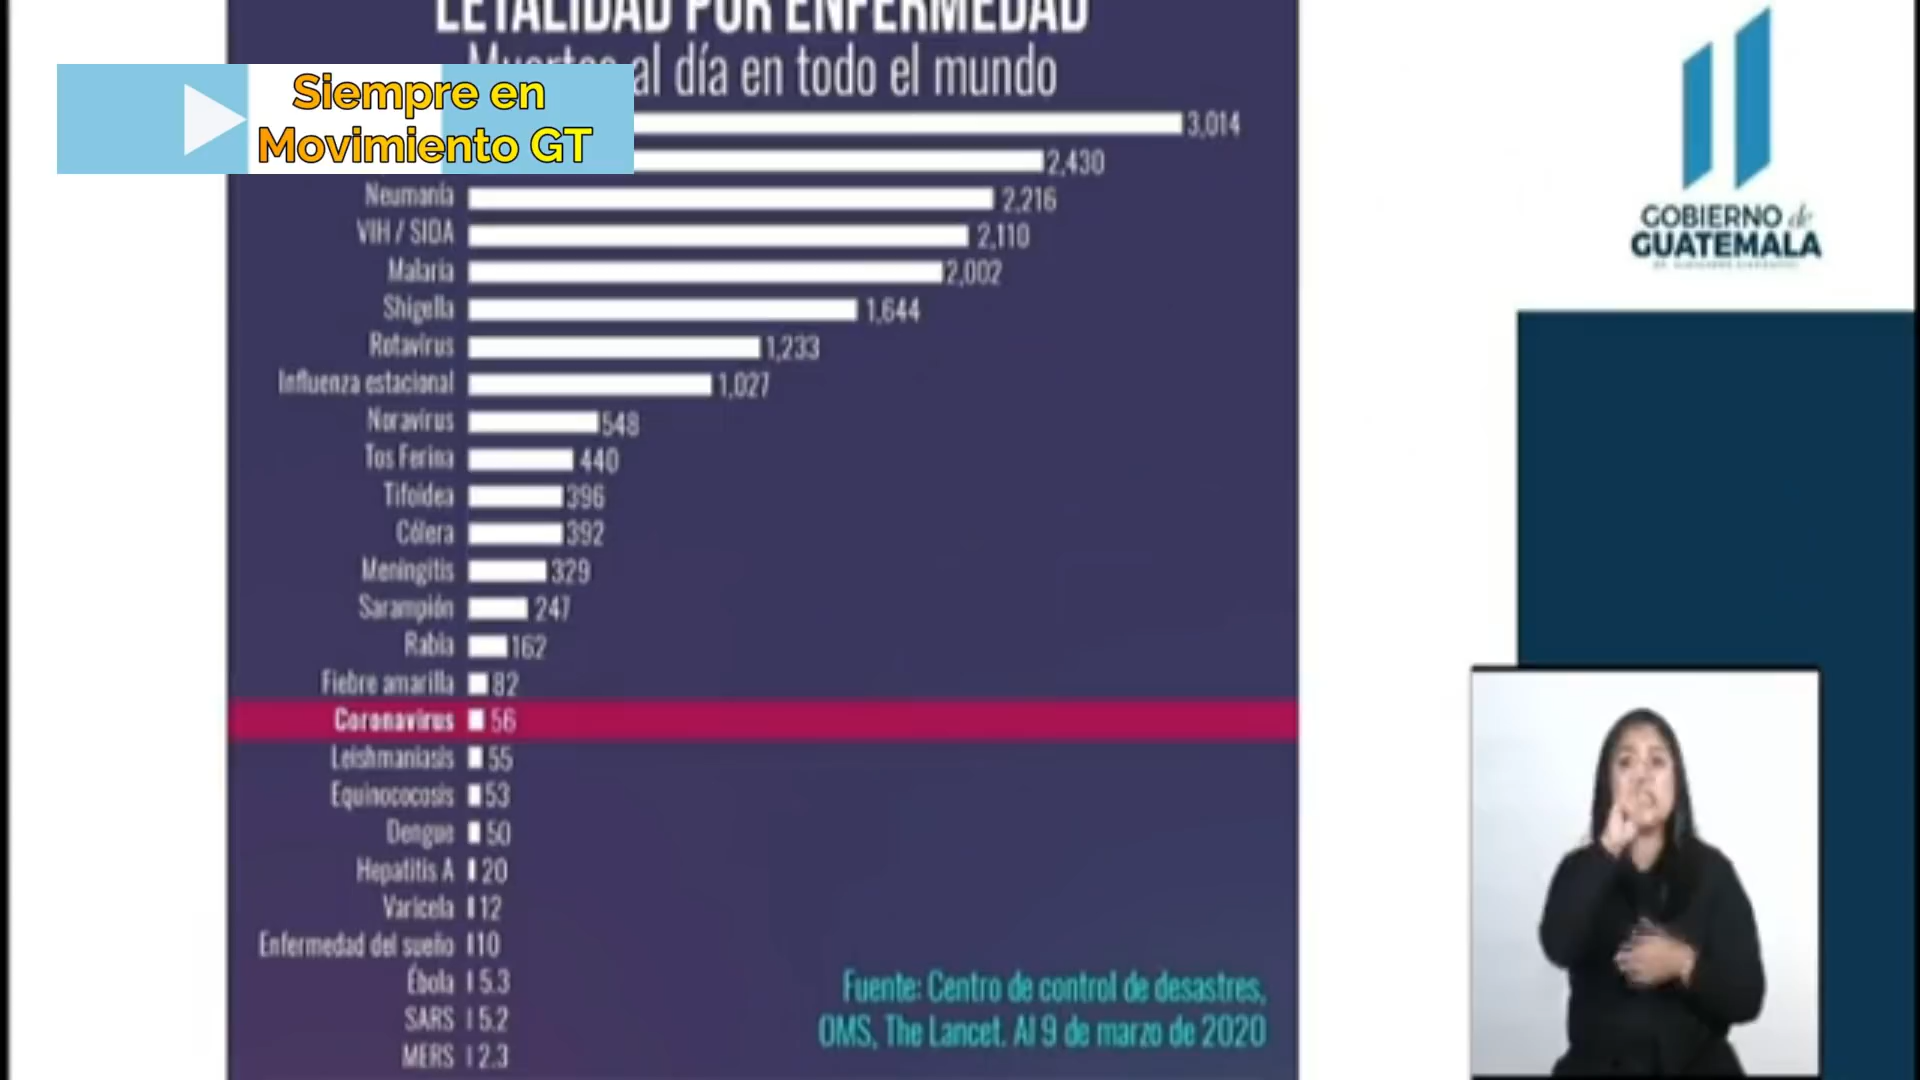 LETALIDAD POR ENFERMEDAD
Muertes al día en todo el mundo
Siempre en
Movimiento GT
3,014
2,430
Neumonía 2,216
VIH / SIDA 2,110
Malaria 2,002
Shigella 1,644
Rotavirus 1,233
Influenza estacional 1,027
Noravirus 548
Tos Ferina 440
Tifoidea 396
Cólera 392
Meningitis 329
Sarampión 247
Rabia 162
Fiebre amarilla 82
Coronavirus 56
Leishmaniasis 55
Equinococosis 53
Dengue 50
Hepatitis A 20
Varicela 12
Enfermedad del sueño 10
Ébola 5.3
SARS 5.2
MERS 2.3
Fuente: Centro de control de desastres,
OMS, The Lancet. Al 9 de marzo de 2020
GOBIERNO de
GUATEMALA